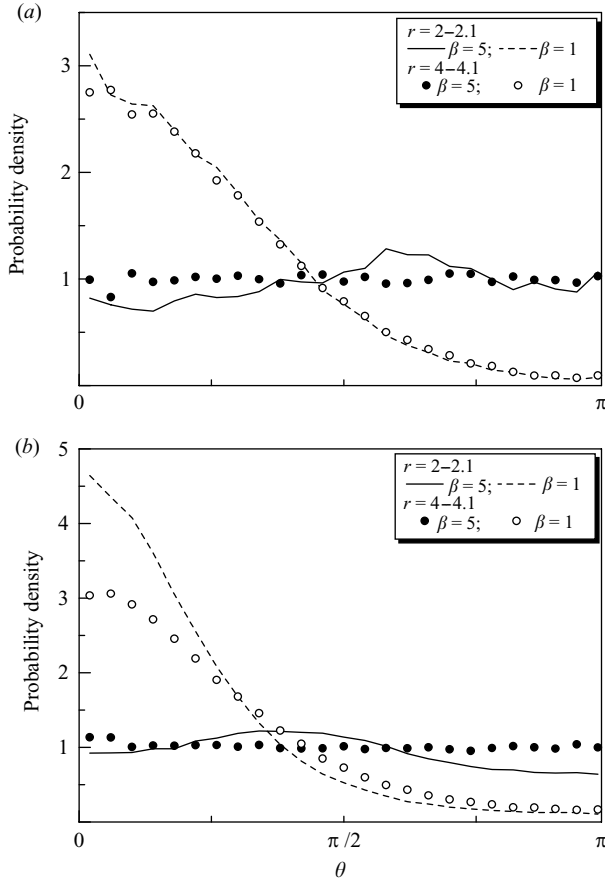 (a)
r = 2–2.1
β = 5; β = 1
r = 4–4.1
β = 5; β = 1
3
2
1
Probability density
0
π
(b)
r = 2–2.1
β = 5; β = 1
r = 4–4.1
β = 5; β = 1
5
4
3
2
1
Probability density
0
π /2
π
θ